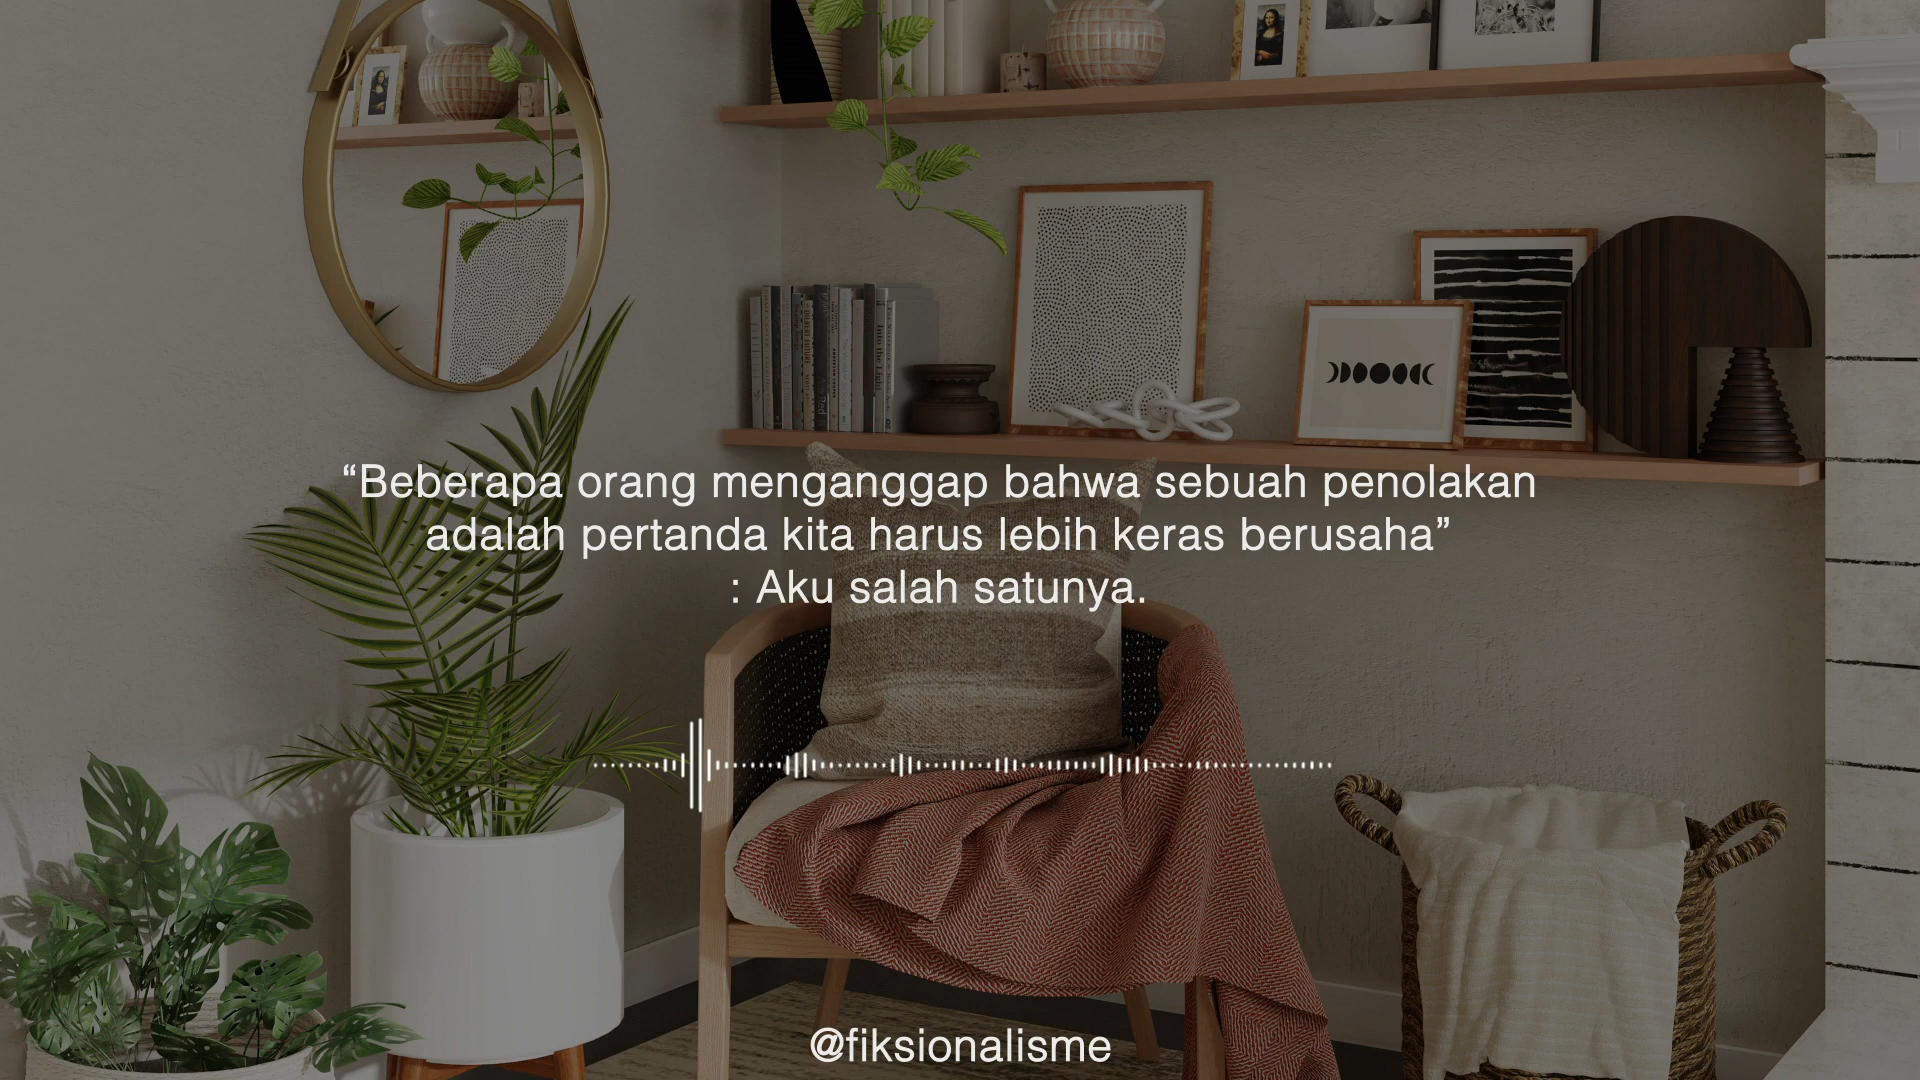 “Beberapa orang menganggap bahwa sebuah penolakan
adalah pertanda kita harus lebih keras berusaha”
: Aku salah satunya.
@fiksionalisme